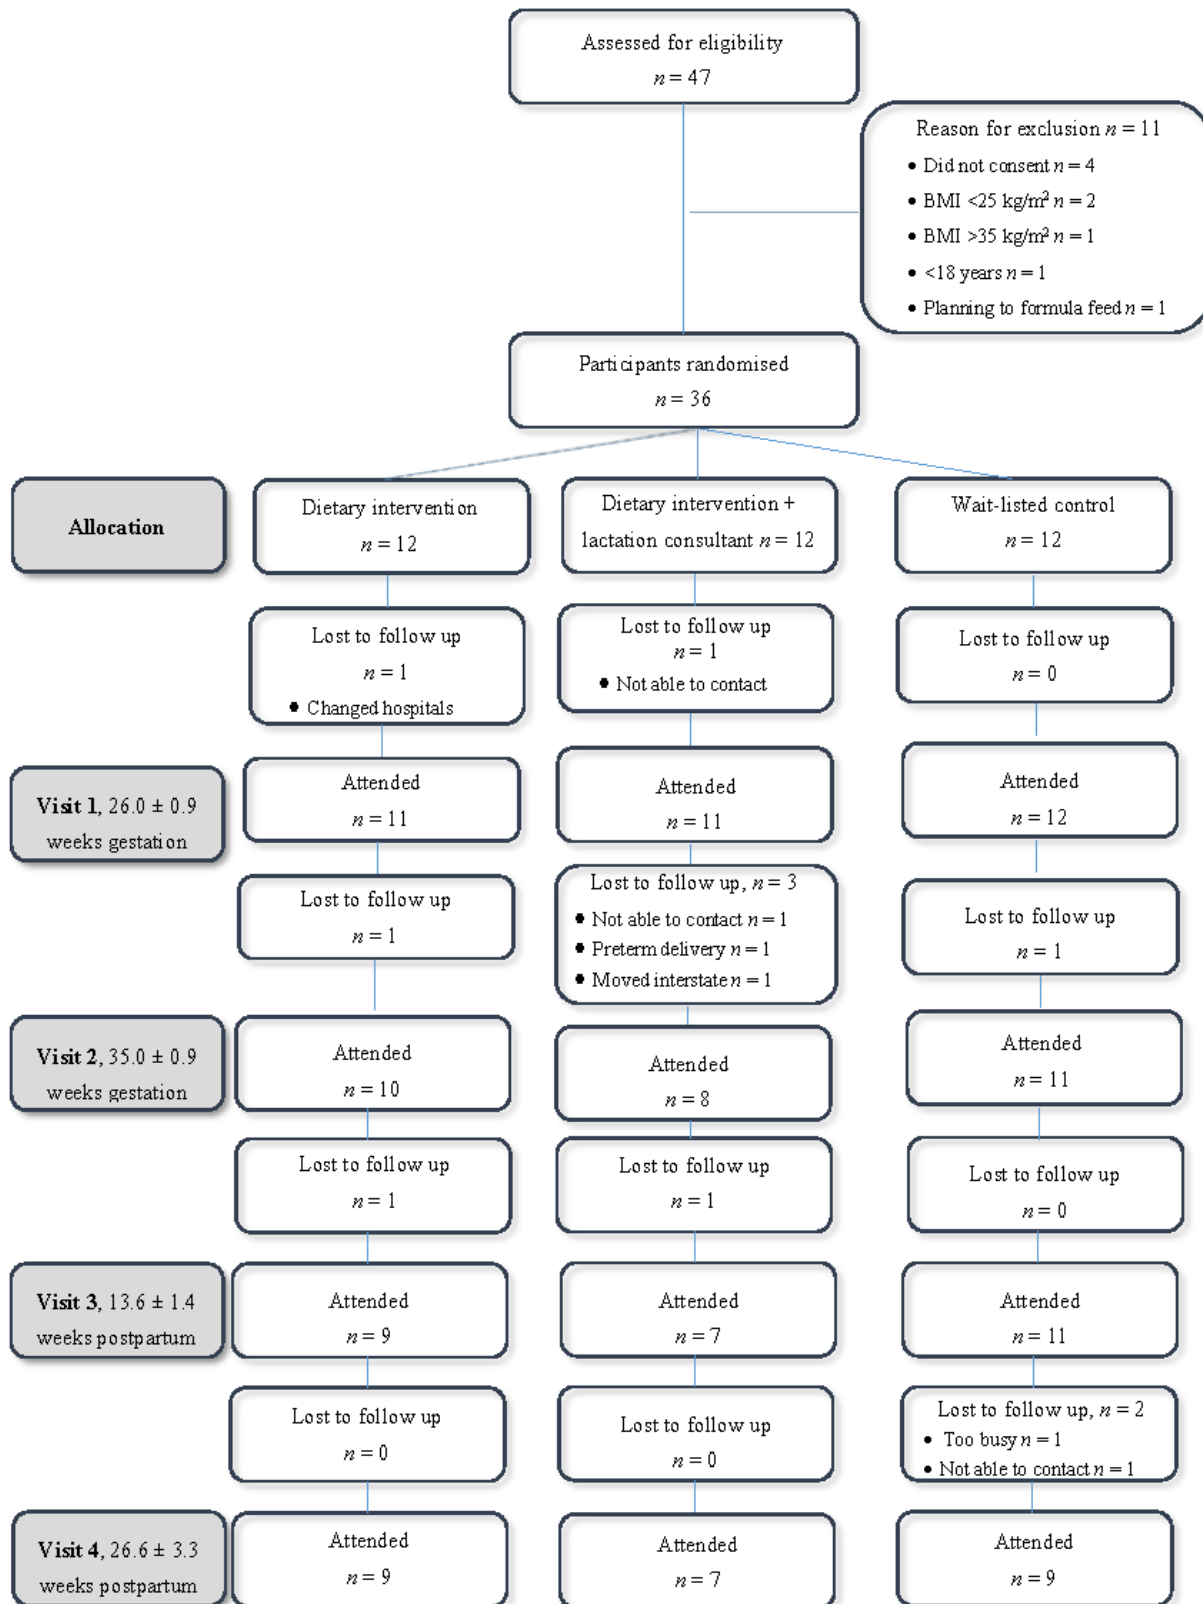 Assessed for eligibility
n = 47
Reason for exclusion n = 11
• Did not consent n = 4
• BMI <25 kg/m² n = 2
• BMI >35 kg/m² n = 1
• <18 years n = 1
• Planning to formula feed n = 1
Participants randomised
n = 36
Allocation
Dietary intervention
n = 12
Dietary intervention +
lactation consultant n = 12
Wait-listed control
n = 12
Lost to follow up
n = 1
• Changed hospitals
Lost to follow up
n = 1
• Not able to contact
Lost to follow up
n = 0
Visit 1, 26.0 ± 0.9
weeks gestation
Attended
n = 11
Attended
n = 11
Attended
n = 12
Lost to follow up
n = 1
Lost to follow up, n = 3
• Not able to contact n = 1
• Preterm delivery n = 1
• Moved interstate n = 1
Lost to follow up
n = 1
Visit 2, 35.0 ± 0.9
weeks gestation
Attended
n = 10
Attended
n = 8
Attended
n = 11
Lost to follow up
n = 1
Lost to follow up
n = 1
Lost to follow up
n = 0
Visit 3, 13.6 ± 1.4
weeks postpartum
Attended
n = 9
Attended
n = 7
Attended
n = 11
Lost to follow up
n = 0
Lost to follow up
n = 0
Lost to follow up, n = 2
• Too busy n = 1
• Not able to contact n = 1
Visit 4, 26.6 ± 3.3
weeks postpartum
Attended
n = 9
Attended
n = 7
Attended
n = 9